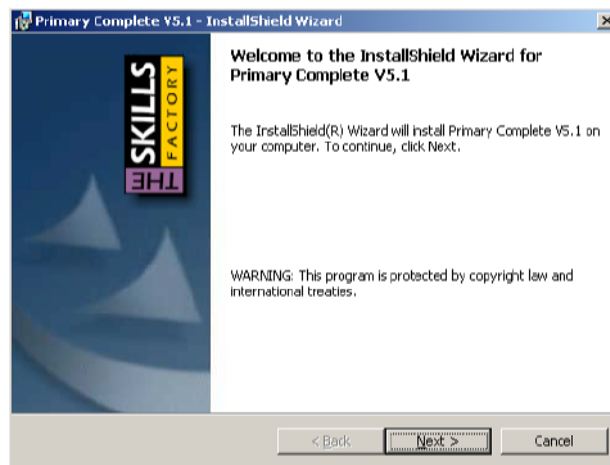 Primary Complete V5.1 - InstallShield Wizard
Welcome to the InstallShield Wizard for
Primary Complete V5.1
THE
SKILLS
FACTORY
The InstallShield(R) Wizard will install Primary Complete V5.1 on
your computer. To continue, click Next.
WARNING: This program is protected by copyright law and
international treaties.
< Back
Next >
Cancel